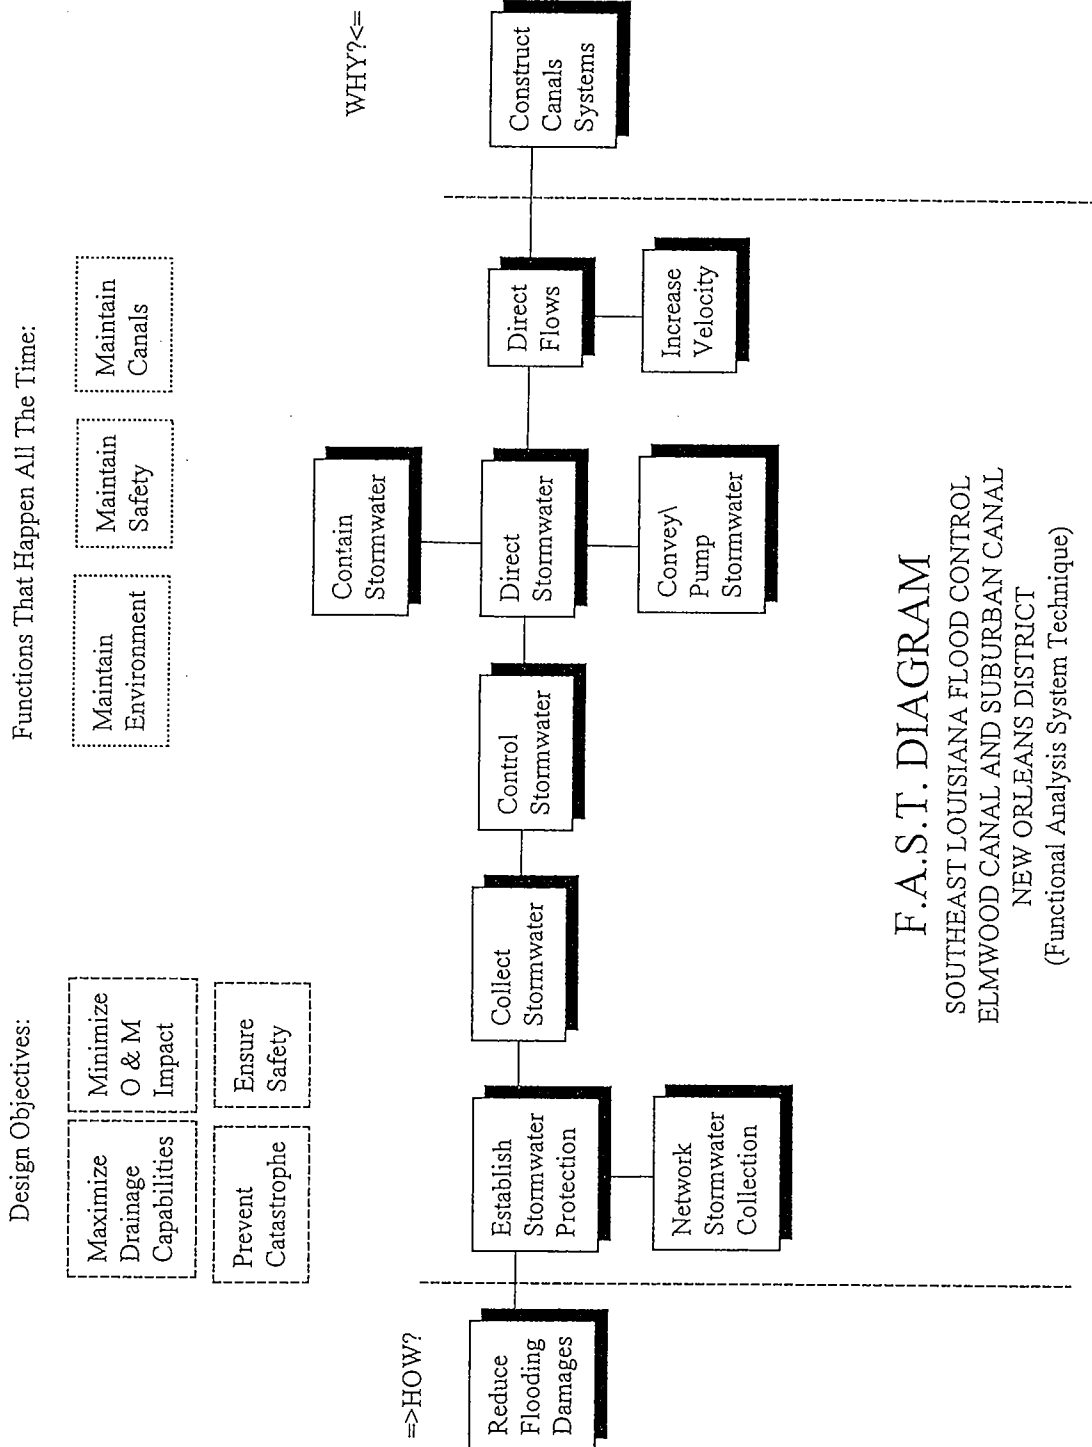 Design Objectives:
Maximize
Drainage
Capabilities
Minimize
O & M
Impact
Prevent
Catastrophe
Ensure
Safety
Functions That Happen All The Time:
Maintain
Environment
Maintain
Safety
Maintain
Canals
=>HOW?
WHY?<=
Reduce
Flooding
Damages
Establish
Stormwater
Protection
Network
Stormwater
Collection
Collect
Stormwater
Control
Stormwater
Contain
Stormwater
Direct
Stormwater
Convey\
Pump
Stormwater
Direct
Flows
Increase
Velocity
Construct
Canals
Systems
F.A.S.T. DIAGRAM
SOUTHEAST LOUISIANA FLOOD CONTROL
ELMWOOD CANAL AND SUBURBAN CANAL
NEW ORLEANS DISTRICT
(Functional Analysis System Technique)